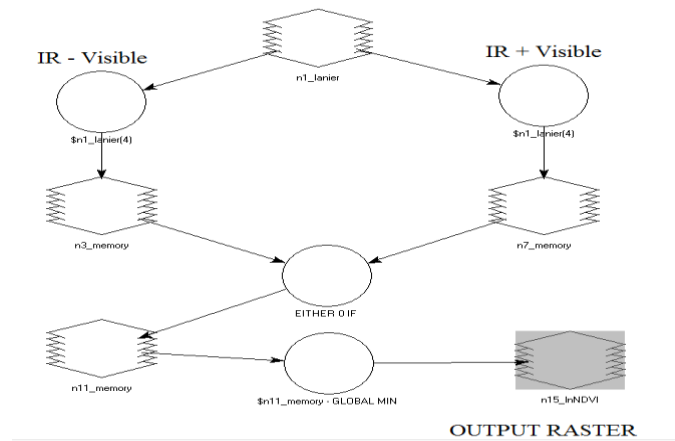 n1_lanier
IR - Visible
IR + Visible
$n1_lanier(4)
$n1_lanier(4)
n3_memory
n7_memory
EITHER 0 IF
n11_memory
$n11_memory - GLOBAL MIN
n15_lnNDVI
OUTPUT RASTER